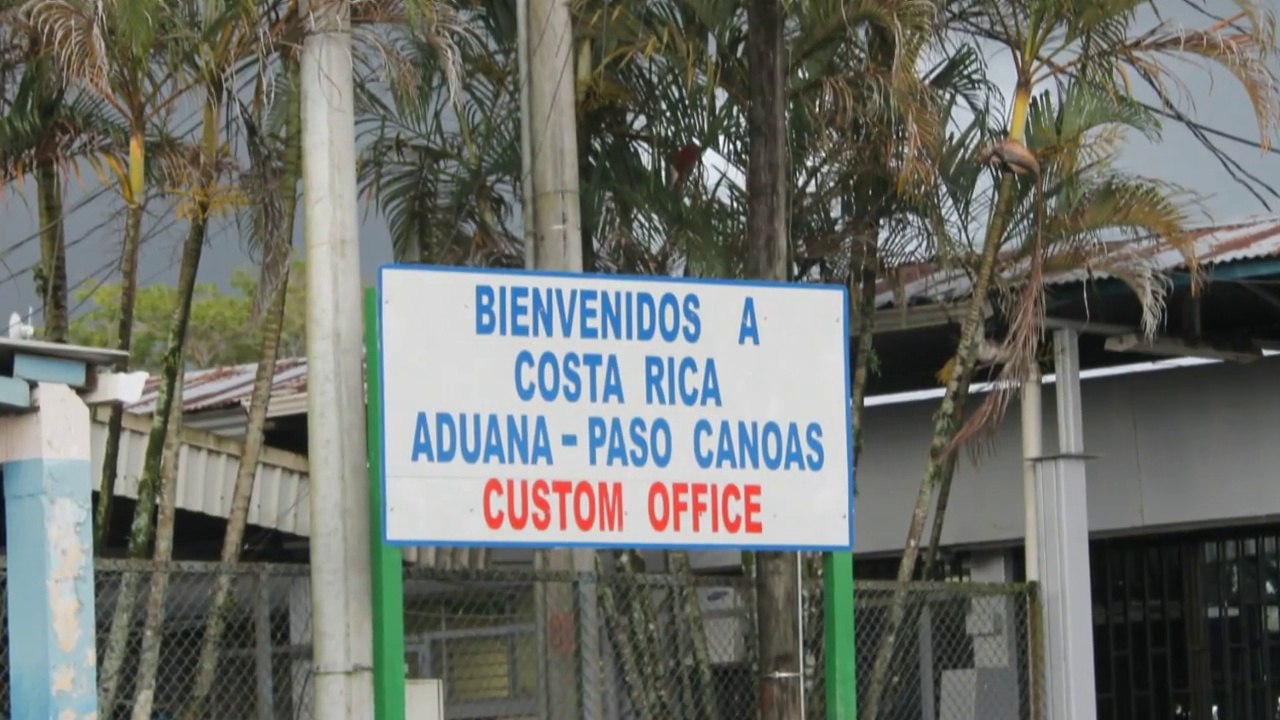 BIENVENIDOS A
COSTA RICA
ADUANA - PASO CANOAS
CUSTOM OFFICE